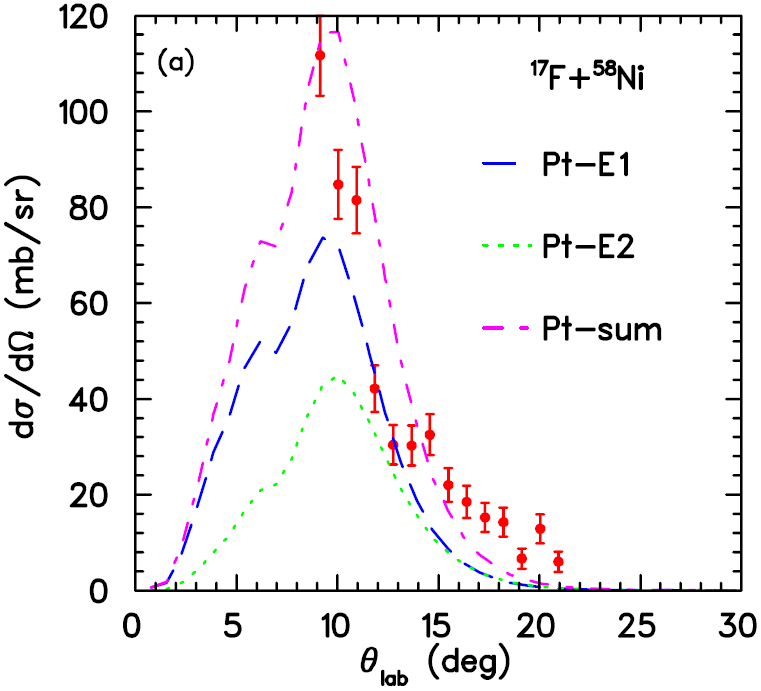 (a)
¹⁷F+⁵⁸Ni
Pt−E1
Pt−E2
Pt−sum
120
100
80
60
40
20
0
dσ/dΩ (mb/sr)
0 5 10 15 20 25 30
θlab (deg)